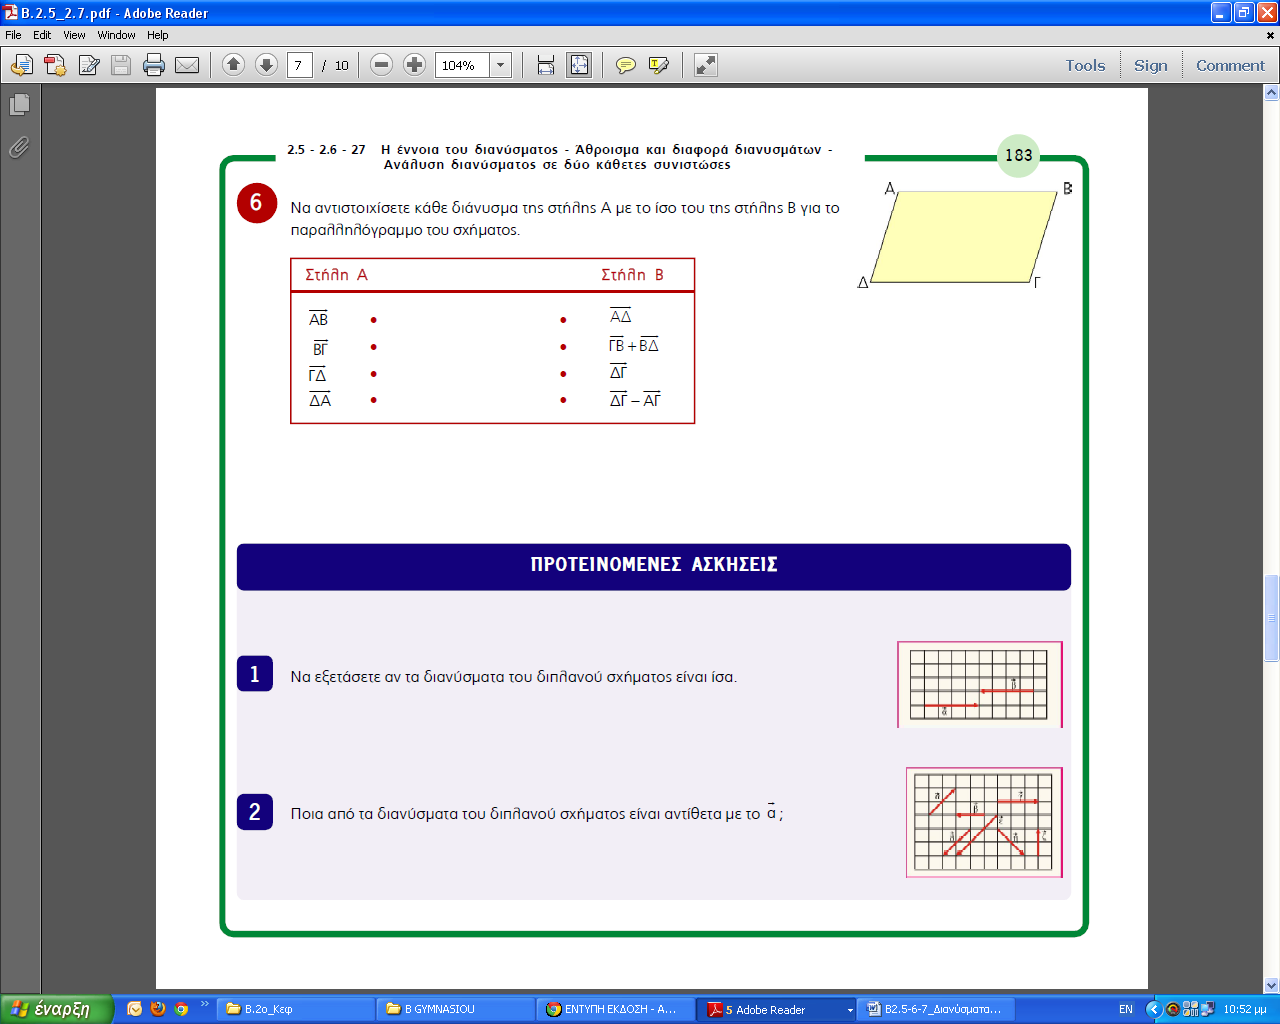 B.2.5_2.7.pdf - Adobe Reader
File Edit View Window Help
7 / 10 104% Tools Sign Comment
2.5 - 2.6 - 27 Η έννοια του διανύσματος - Άθροισμα και διαφορά διανυσμάτων -
Ανάλυση διανύσματος σε δύο κάθετες συνιστώσες
183
6 Να αντιστοιχίσετε κάθε διάνυσμα της στήλης Α με το ίσο του της στήλης Β για το
παραλληλόγραμμο του σχήματος.
Α Β
Δ Γ
Στήλη Α Στήλη Β
ΑΒ • • ΑΔ
ΒΓ • • ΓΒ + ΒΔ
ΓΔ • • ΔΓ
ΔΑ • • ΔΓ – ΑΓ
ΠΡΟΤΕΙΝΟΜΕΝΕΣ ΑΣΚΗΣΕΙΣ
1 Να εξετάσετε αν τα διανύσματα του διπλανού σχήματος είναι ίσα.
α β
2 Ποια από τα διανύσματα του διπλανού σχήματος είναι αντίθετα με το α ;
έναρξη B.2ο_Κεφ B GYMNASIOU ΕΝΤΥΠΗ ΕΚΔΟΣΗ - Α... 5 Adobe Reader B2.5-6-7_Διανύσματα... EN 10:52 μμ